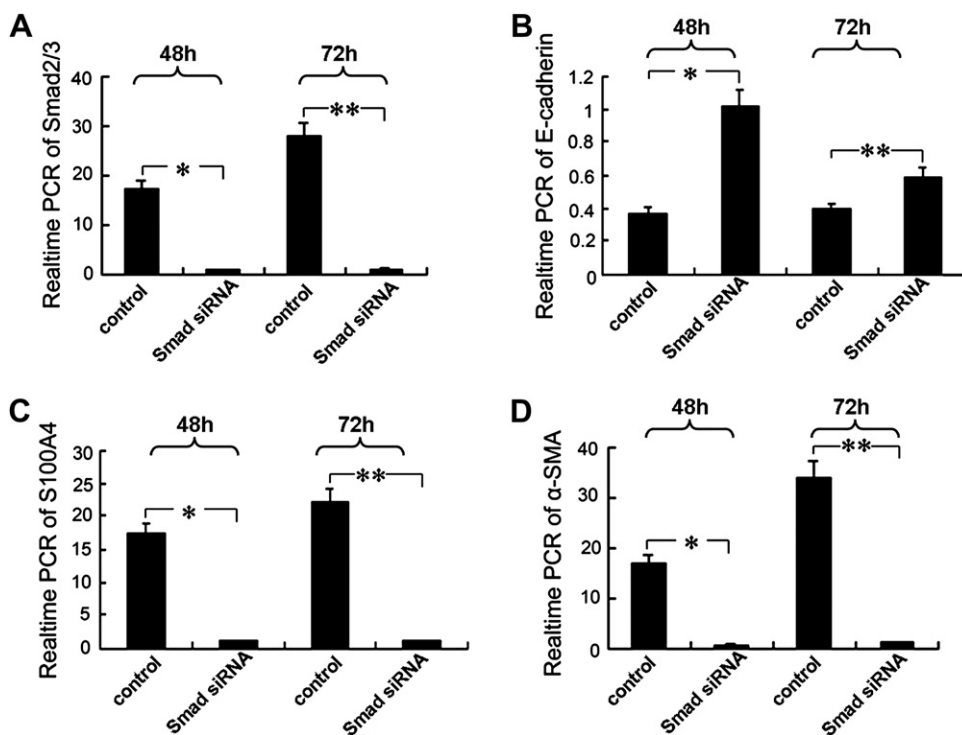 A
48h
72h
Realtime PCR of Smad2/3
40
30
20
10
0
*
**
control
Smad siRNA
control
Smad siRNA
B
48h
72h
Realtime PCR of E-cadherin
1.2
1
0.8
0.6
0.4
0.2
0
*
**
control
Smad siRNA
control
Smad siRNA
C
48h
72h
Realtime PCR of S100A4
30
25
20
15
10
5
0
*
**
control
Smad siRNA
control
Smad siRNA
D
48h
72h
Realtime PCR of α-SMA
40
30
20
10
0
*
**
control
Smad siRNA
control
Smad siRNA